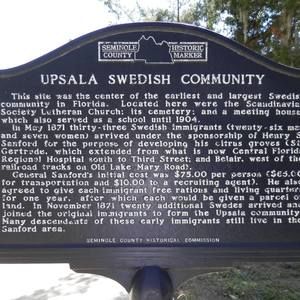 SEMINOLE COUNTY HISTORIC MARKER
UPSALA SWEDISH COMMUNITY
This site was the center of the earliest and largest Swedish
community in Florida. Located here were the Scandinavian
Society Lutheran Church; its cemetery; and a meeting house
which also served as a school until 1904.
In May 1871 thirty-three Swedish immigrants (twenty-six men
and seven women) arrived under the sponsorship of Henry S.
Sanford for the purpose of developing his citrus groves (St.
Gertrude, which extended from what is now Central Florida
Regional Hospital south to Third Street; and Belair, west of the
railroad tracks on Old Lake Mary Road).
General Sanford's initial cost was $75.00 per person ($65.00
for transportation and $10.00 to a recruiting agent). He also
agreed to give each immigrant free rations and living quarters
for one year, after which each would be given a parcel of
land. In November 1871 twenty additional Swedes arrived and
joined the original immigrants to form the Upsala community.
Many descendants of these early immigrants still live in the
Sanford area.
SEMINOLE COUNTY HISTORICAL COMMISSION